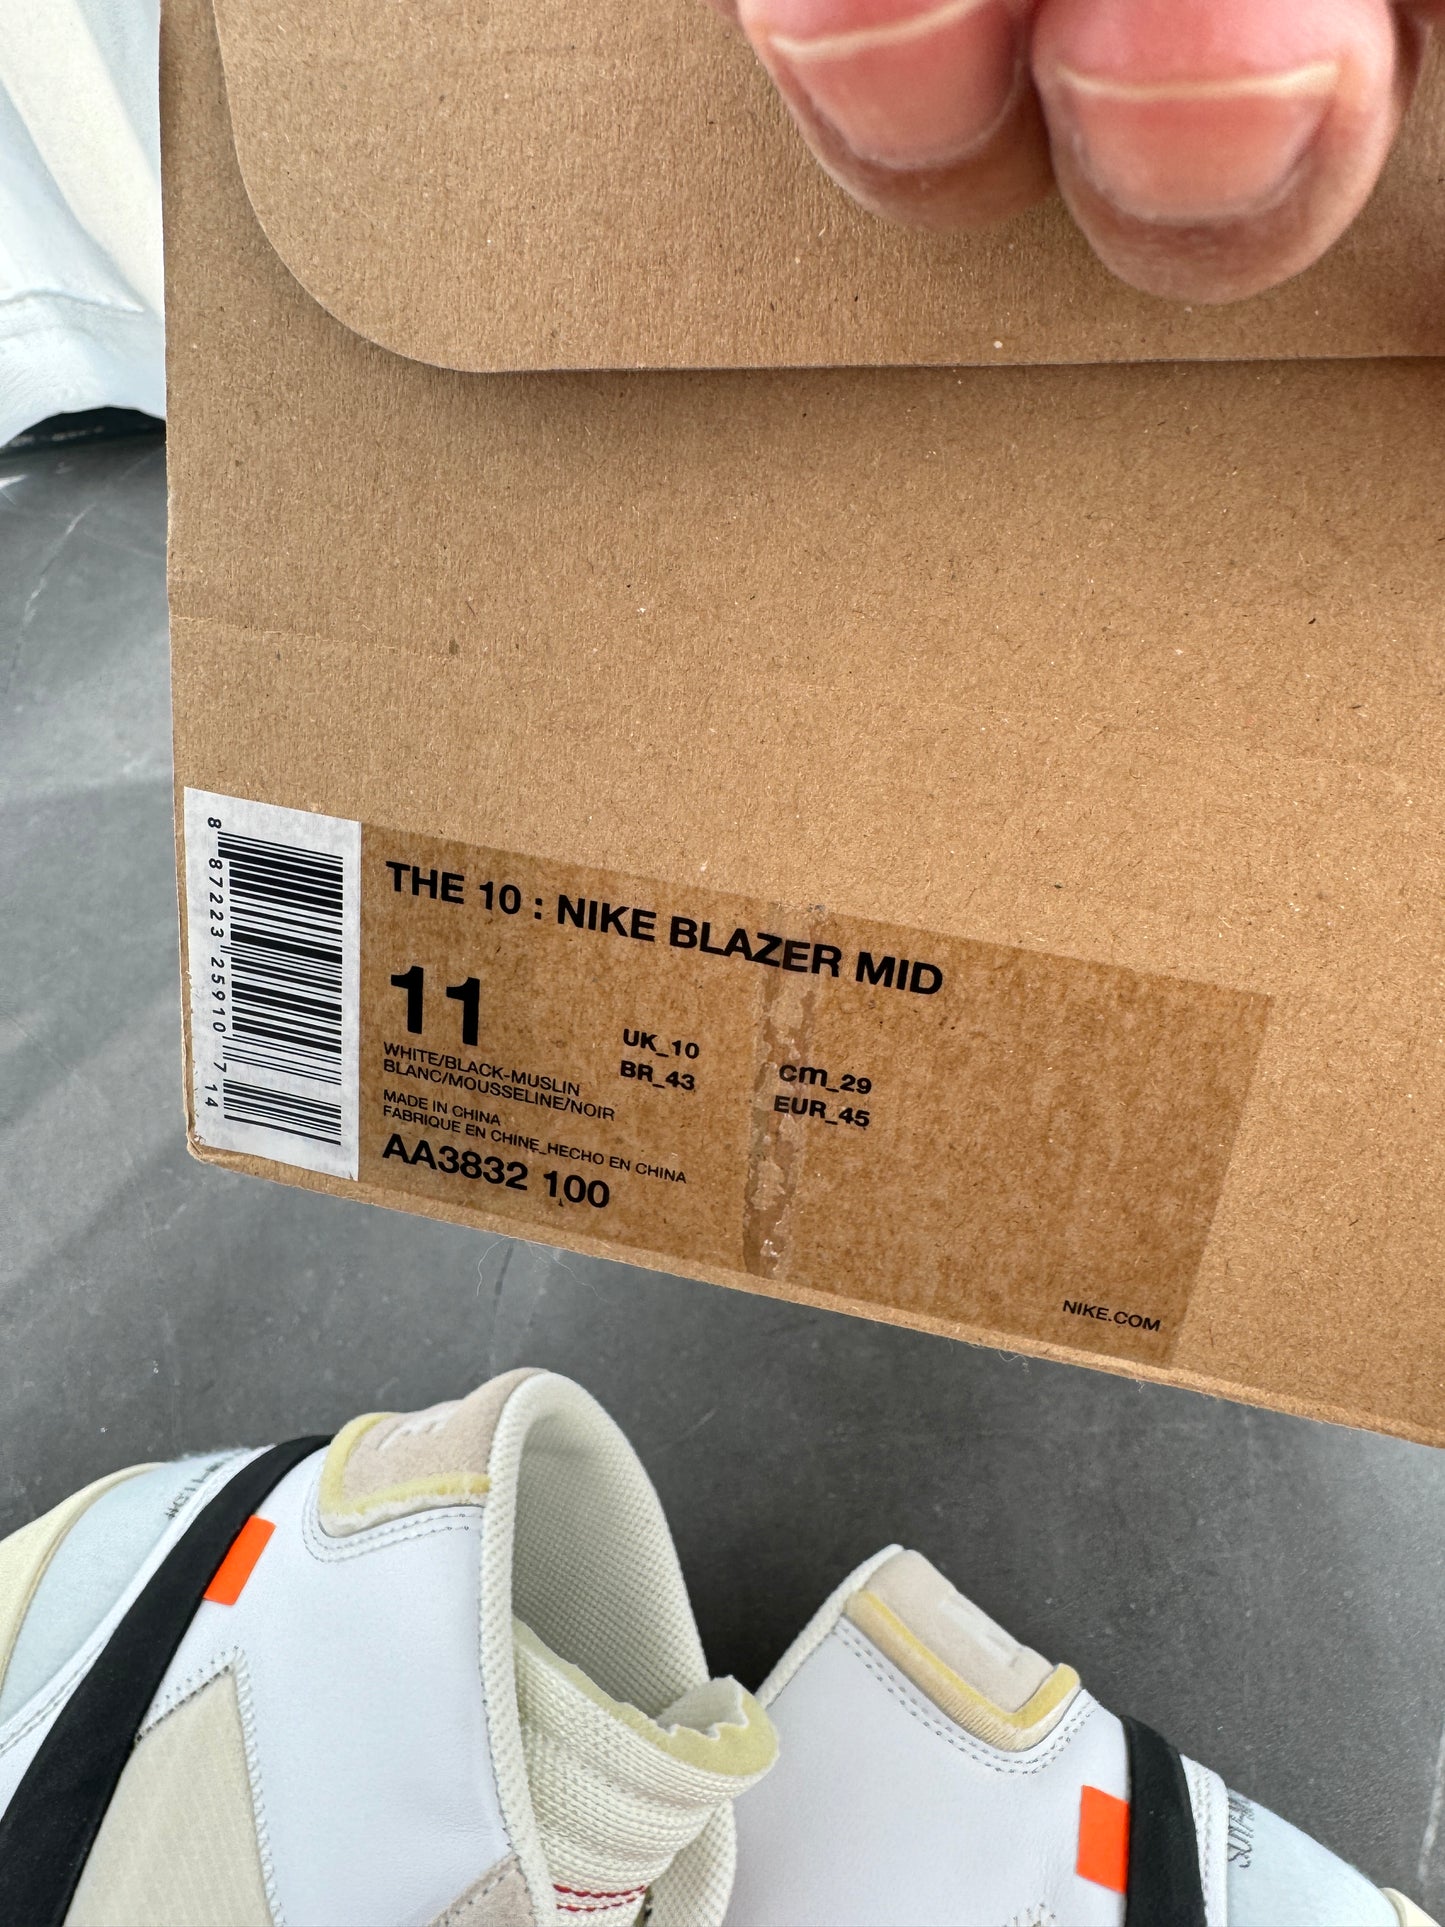 8 87223 25910 7 14
THE 10 : NIKE BLAZER MID
11
UK_10
BR_43
cm_29
EUR_45
WHITE/BLACK-MUSLIN
BLANC/MOUSSELINE/NOIR
MADE IN CHINA
FABRIQUE EN CHINE_HECHO EN CHINA
AA3832 100
NIKE.COM